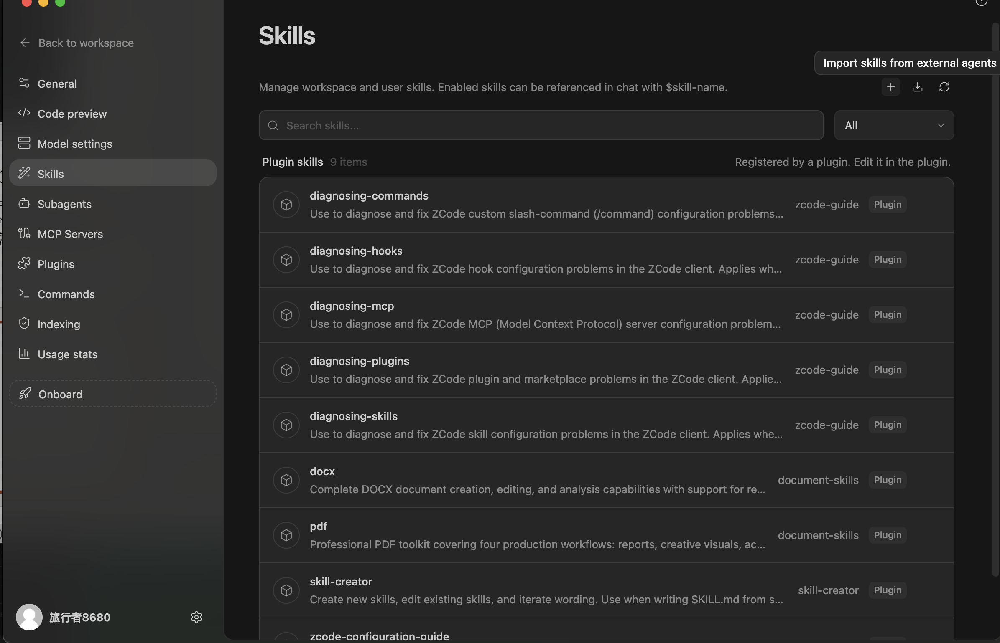 Back to workspace
General
Code preview
Model settings
Skills
Subagents
MCP Servers
Plugins
Commands
Indexing
Usage stats
Onboard
旅行者8680
Skills
Import skills from external agents
Manage workspace and user skills. Enabled skills can be referenced in chat with $skill-name.
Search skills...
All
Plugin skills 9 items
Registered by a plugin. Edit it in the plugin.
diagnosing-commands
Use to diagnose and fix ZCode custom slash-command (/command) configuration problems...
zcode-guide Plugin
diagnosing-hooks
Use to diagnose and fix ZCode hook configuration problems in the ZCode client. Applies wh...
zcode-guide Plugin
diagnosing-mcp
Use to diagnose and fix ZCode MCP (Model Context Protocol) server configuration problem...
zcode-guide Plugin
diagnosing-plugins
Use to diagnose and fix ZCode plugin and marketplace problems in the ZCode client. Applie...
zcode-guide Plugin
diagnosing-skills
Use to diagnose and fix ZCode skill configuration problems in the ZCode client. Applies whe...
zcode-guide Plugin
docx
Complete DOCX document creation, editing, and analysis capabilities with support for re...
document-skills Plugin
pdf
Professional PDF toolkit covering four production workflows: reports, creative visuals, ac...
document-skills Plugin
skill-creator
Create new skills, edit existing skills, and iterate wording. Use when writing SKILL.md from s...
skill-creator Plugin
zcode-configuration-guide